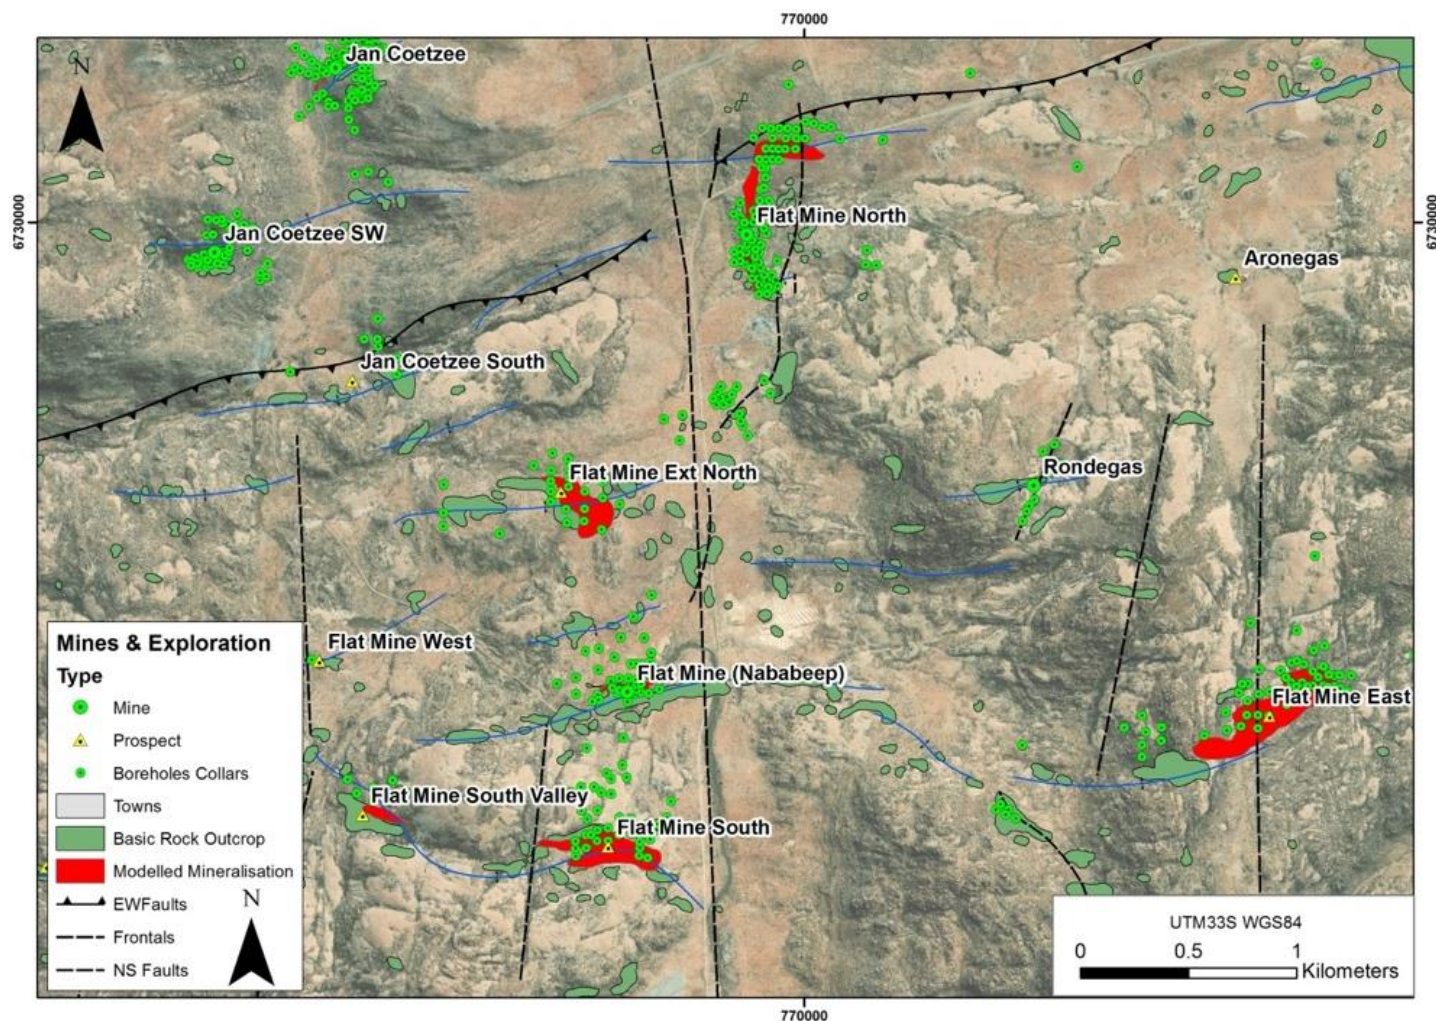 770000
N
Jan Coetzee
6730000
6730000
Flat Mine North
Jan Coetzee SW
Aronegas
Jan Coetzee South
Flat Mine Ext North
Rondegas
Flat Mine West
Flat Mine (Nababeep)
Flat Mine East
Flat Mine South Valley
Flat Mine South
Mines & Exploration
Type
Mine
Prospect
Boreholes Collars
Towns
Basic Rock Outcrop
Modelled Mineralisation
EWFaults
Frontals
NS Faults
N
UTM33S WGS84
0 0.5 1
Kilometers
770000